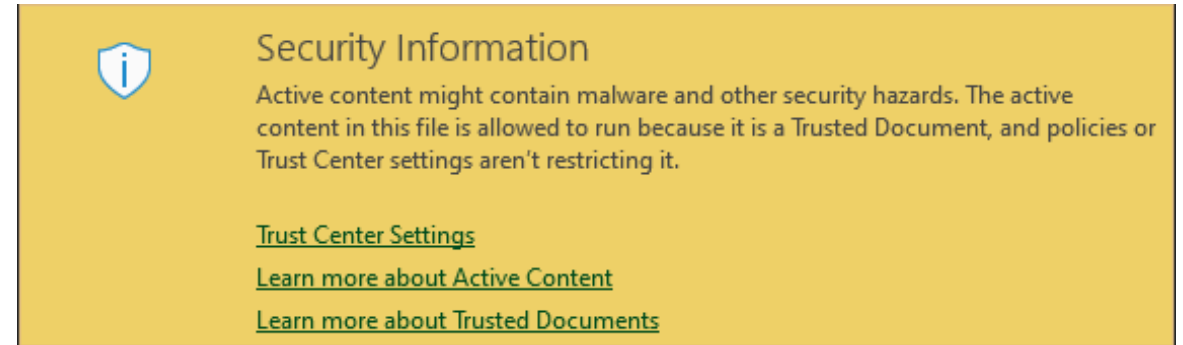 Security Information
Active content might contain malware and other security hazards. The active
content in this file is allowed to run because it is a Trusted Document, and policies or
Trust Center settings aren't restricting it.
Trust Center Settings
Learn more about Active Content
Learn more about Trusted Documents